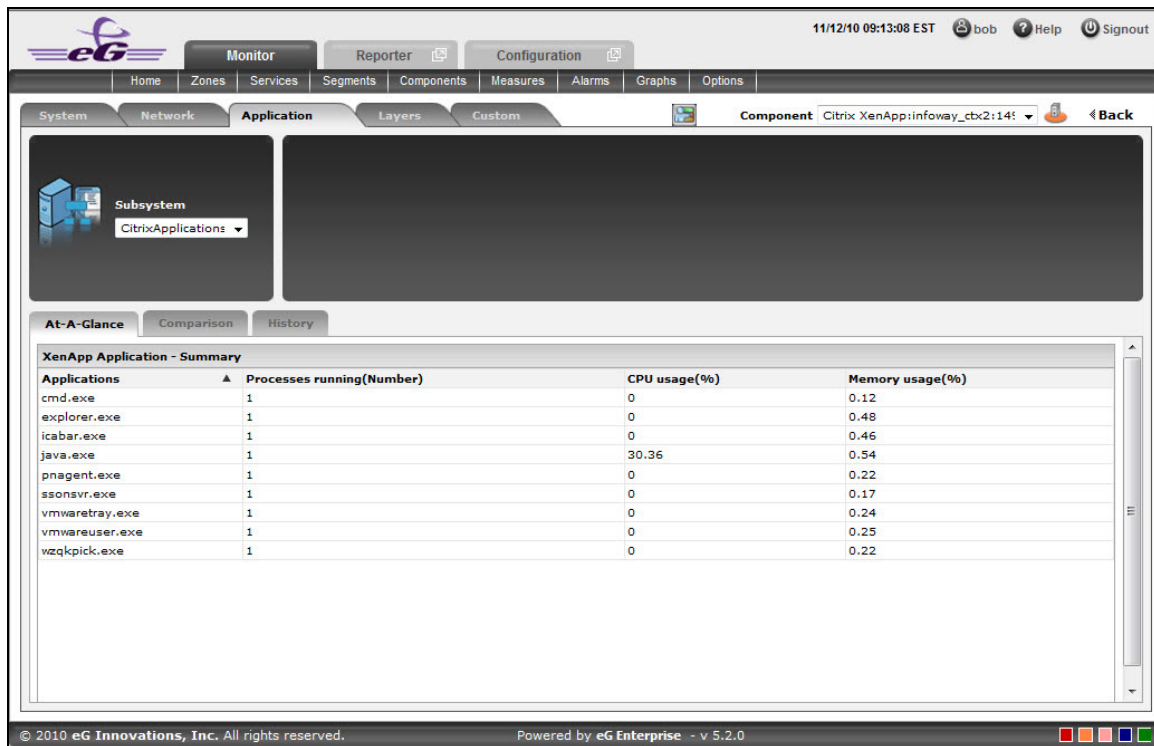 11/12/10 09:13:08 EST bob Help Signout
eG
Monitor Reporter Configuration
Home Zones Services Segments Components Measures Alarms Graphs Options
System Network Application Layers Custom Component Citrix XenApp:infoway_ctx2:149 Back
Subsystem
CitrixApplications
At-A-Glance Comparison History
XenApp Application - Summary
Applications Processes running(Number) CPU usage(%) Memory usage(%)
cmd.exe 1 0 0.12
explorer.exe 1 0 0.48
icabar.exe 1 0 0.46
java.exe 1 30.36 0.54
pnagent.exe 1 0 0.22
ssonsvr.exe 1 0 0.17
vmwaretray.exe 1 0 0.24
vmwareuser.exe 1 0 0.25
wzqkpick.exe 1 0 0.22
© 2010 eG Innovations, Inc. All rights reserved. Powered by eG Enterprise - v 5.2.0